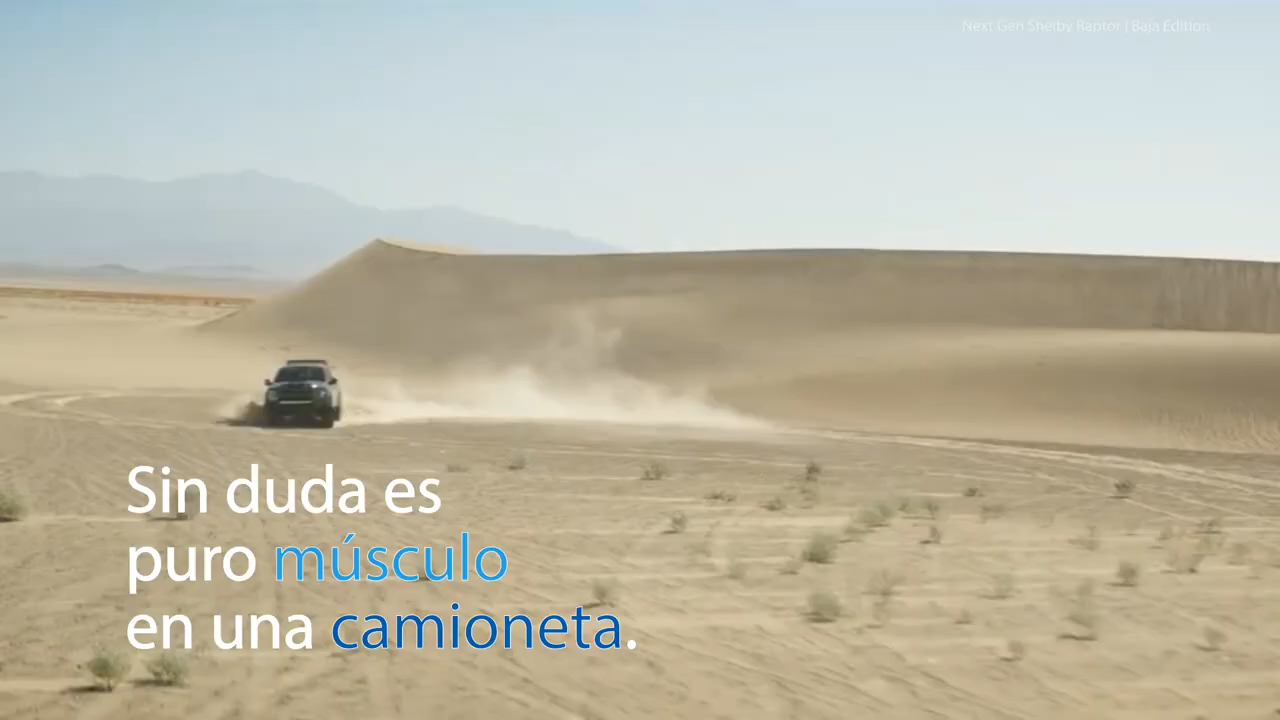 Next Gen Shelby Raptor | Baja Edition
Sin duda es
puro músculo
en una camioneta.